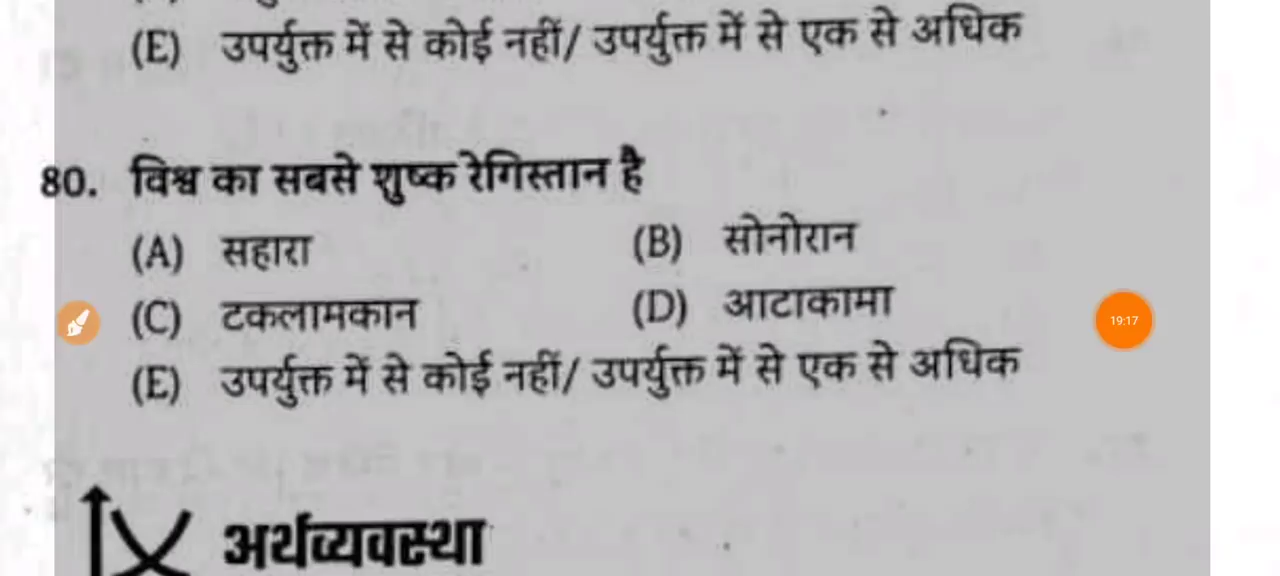 (E) उपर्युक्त में से कोई नहीं/ उपर्युक्त में से एक से अधिक
80. विश्व का सबसे शुष्क रेगिस्तान है
(A) सहारा (B) सोनोरान
(C) टकलामकान (D) आटाकामा
19:17
(E) उपर्युक्त में से कोई नहीं/ उपर्युक्त में से एक से अधिक
अर्थव्यवस्था